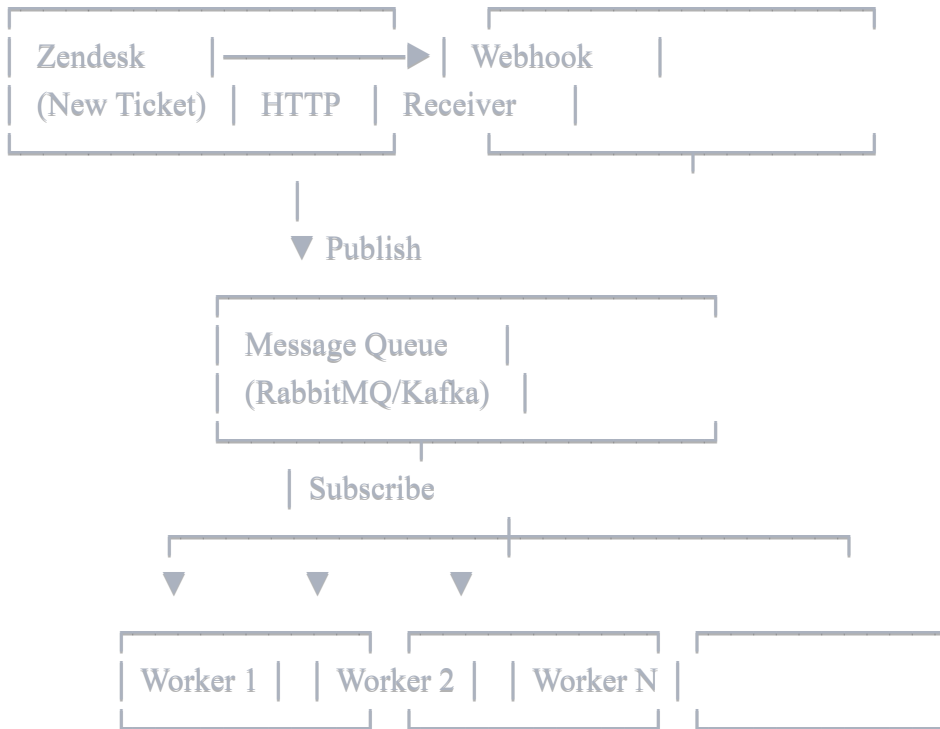 Zendesk Webhook
(New Ticket) HTTP Receiver
Publish
Message Queue
(RabbitMQ/Kafka)
Subscribe
Worker 1 Worker 2 Worker N